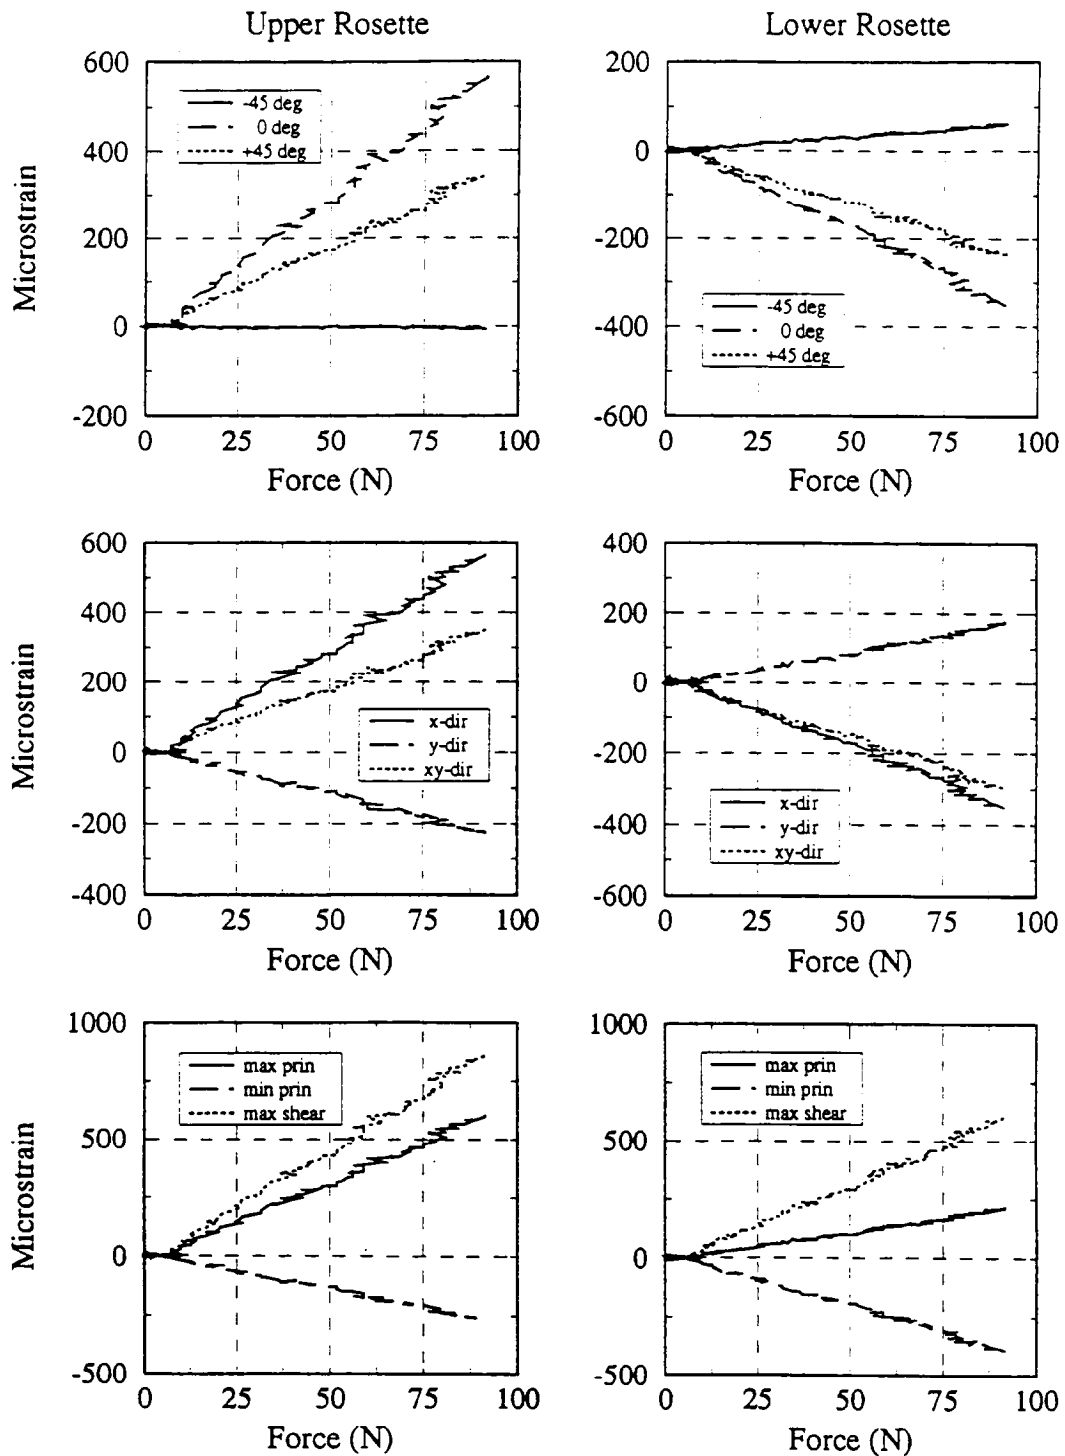 Upper Rosette
Lower Rosette
Microstrain
600
400
200
0
-200
-45 deg
0 deg
+45 deg
0 25 50 75 100
Force (N)
200
0
-200
-400
-600
-45 deg
0 deg
+45 deg
0 25 50 75 100
Force (N)
Microstrain
600
400
200
0
-200
-400
x-dir
y-dir
xy-dir
0 25 50 75 100
Force (N)
400
200
0
-200
-400
-600
x-dir
y-dir
xy-dir
0 25 50 75 100
Force (N)
Microstrain
1000
500
0
-500
max prin
min prin
max shear
0 25 50 75 100
Force (N)
1000
500
0
-500
max prin
min prin
max shear
0 25 50 75 100
Force (N)